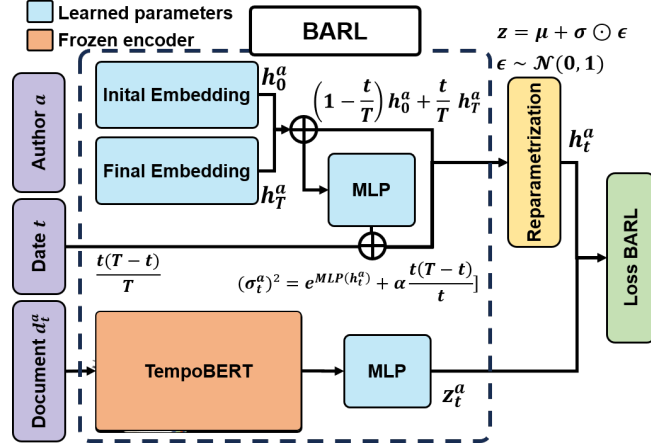 Learned parameters
Frozen encoder
BARL
z = μ + σ ⊙ ϵ
ϵ ~ 𝒩(0, 1)
Author a
Inital Embedding
h_0^a
(1 − t/T) h_0^a + t/T h_T^a
Final Embedding
h_T^a
MLP
Reparametrization
h_t^a
Date t
t(T − t)/T
(σ_t^a)^2 = e^{MLP(h_t^a)} + α t(T − t)/t]
Loss BARL
Document d_t^a
TempoBERT
MLP
z_t^a